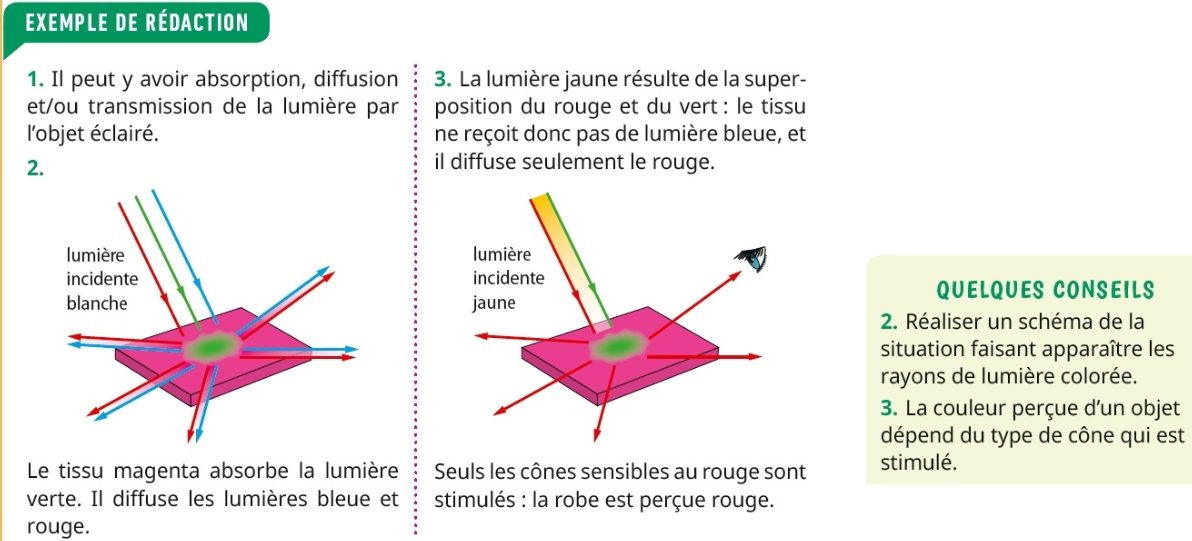 EXEMPLE DE RÉDACTION
1. Il peut y avoir absorption, diffusion
et/ou transmission de la lumière par
l'objet éclairé.
2.
lumière
incidente
blanche
Le tissu magenta absorbe la lumière
verte. Il diffuse les lumières bleue et
rouge.
3. La lumière jaune résulte de la super-
position du rouge et du vert : le tissu
ne reçoit donc pas de lumière bleue, et
il diffuse seulement le rouge.
lumière
incidente
jaune
Seuls les cônes sensibles au rouge sont
stimulés : la robe est perçue rouge.
QUELQUES CONSEILS
2. Réaliser un schéma de la
situation faisant apparaître les
rayons de lumière colorée.
3. La couleur perçue d'un objet
dépend du type de cône qui est
stimulé.